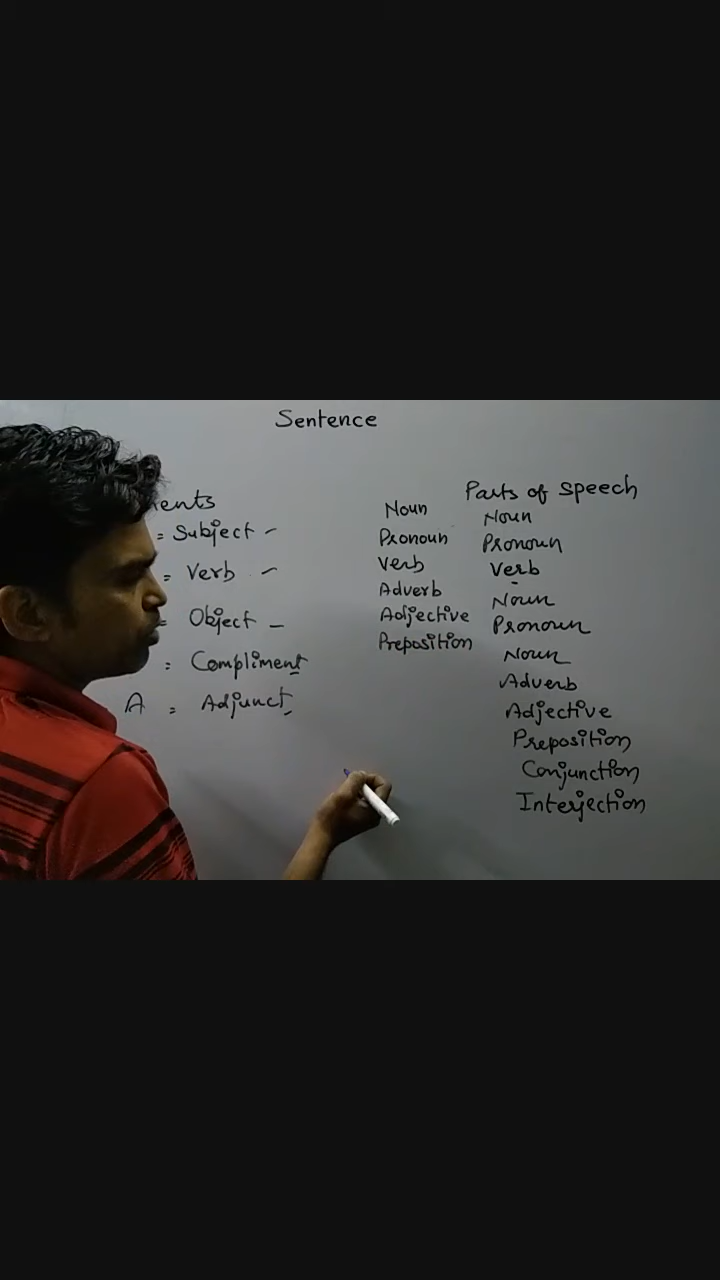 Sentence
ents
= Subject -
= Verb -
= Object -
= Compliment
A = Adjunct
Noun
Pronoun
Verb
Adverb
Adjective
Preposition
Parts of speech
Noun
Pronoun
Verb
Noun
Pronoun
Noun
Adverb
Adjective
Preposition
Conjunction
Interjection